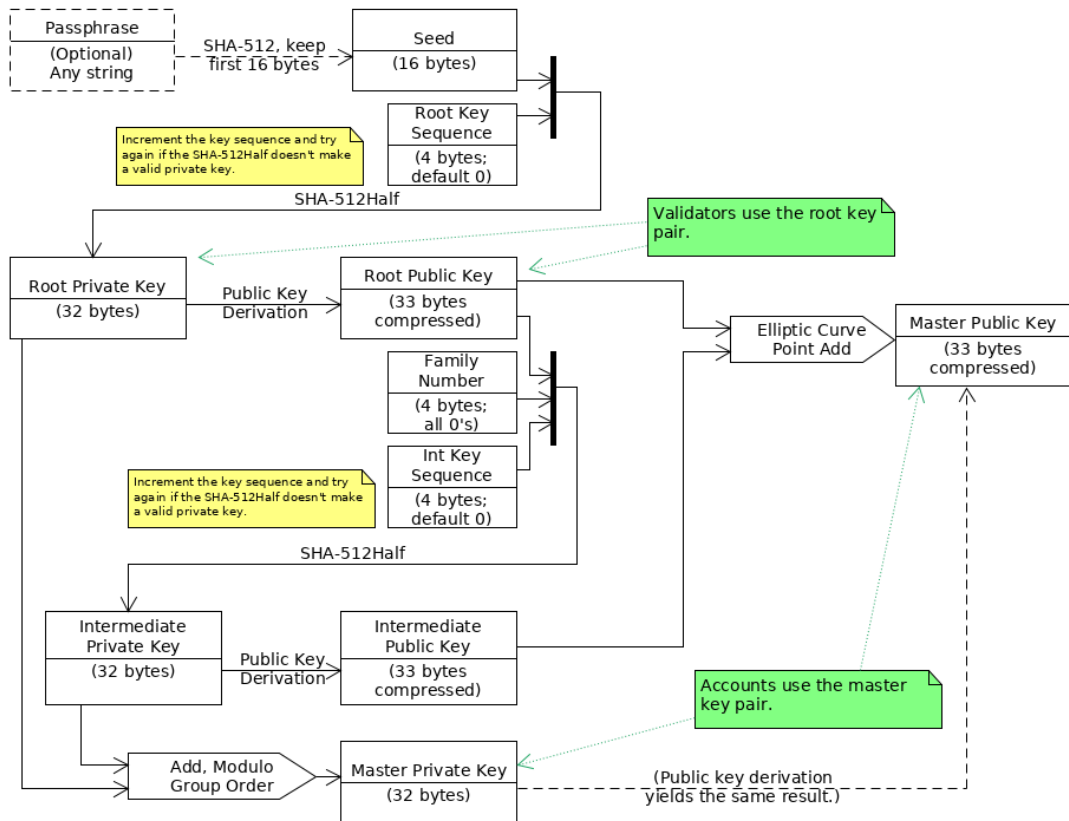 Passphrase
(Optional)
Any string
SHA-512, keep
first 16 bytes
Seed
(16 bytes)
Root Key
Sequence
(4 bytes;
default 0)
Increment the key sequence and try
again if the SHA-512Half doesn't make
a valid private key.
SHA-512Half
Validators use the root key
pair.
Root Private Key
(32 bytes)
Public Key
Derivation
Root Public Key
(33 bytes
compressed)
Elliptic Curve
Point Add
Master Public Key
(33 bytes
compressed)
Family
Number
(4 bytes;
all 0's)
Int Key
Sequence
(4 bytes;
default 0)
Increment the key sequence and try
again if the SHA-512Half doesn't make
a valid private key.
SHA-512Half
Intermediate
Private Key
(32 bytes)
Public Key
Derivation
Intermediate
Public Key
(33 bytes
compressed)
Accounts use the master
key pair.
Add, Modulo
Group Order
Master Private Key
(32 bytes)
(Public key derivation
yields the same result.)